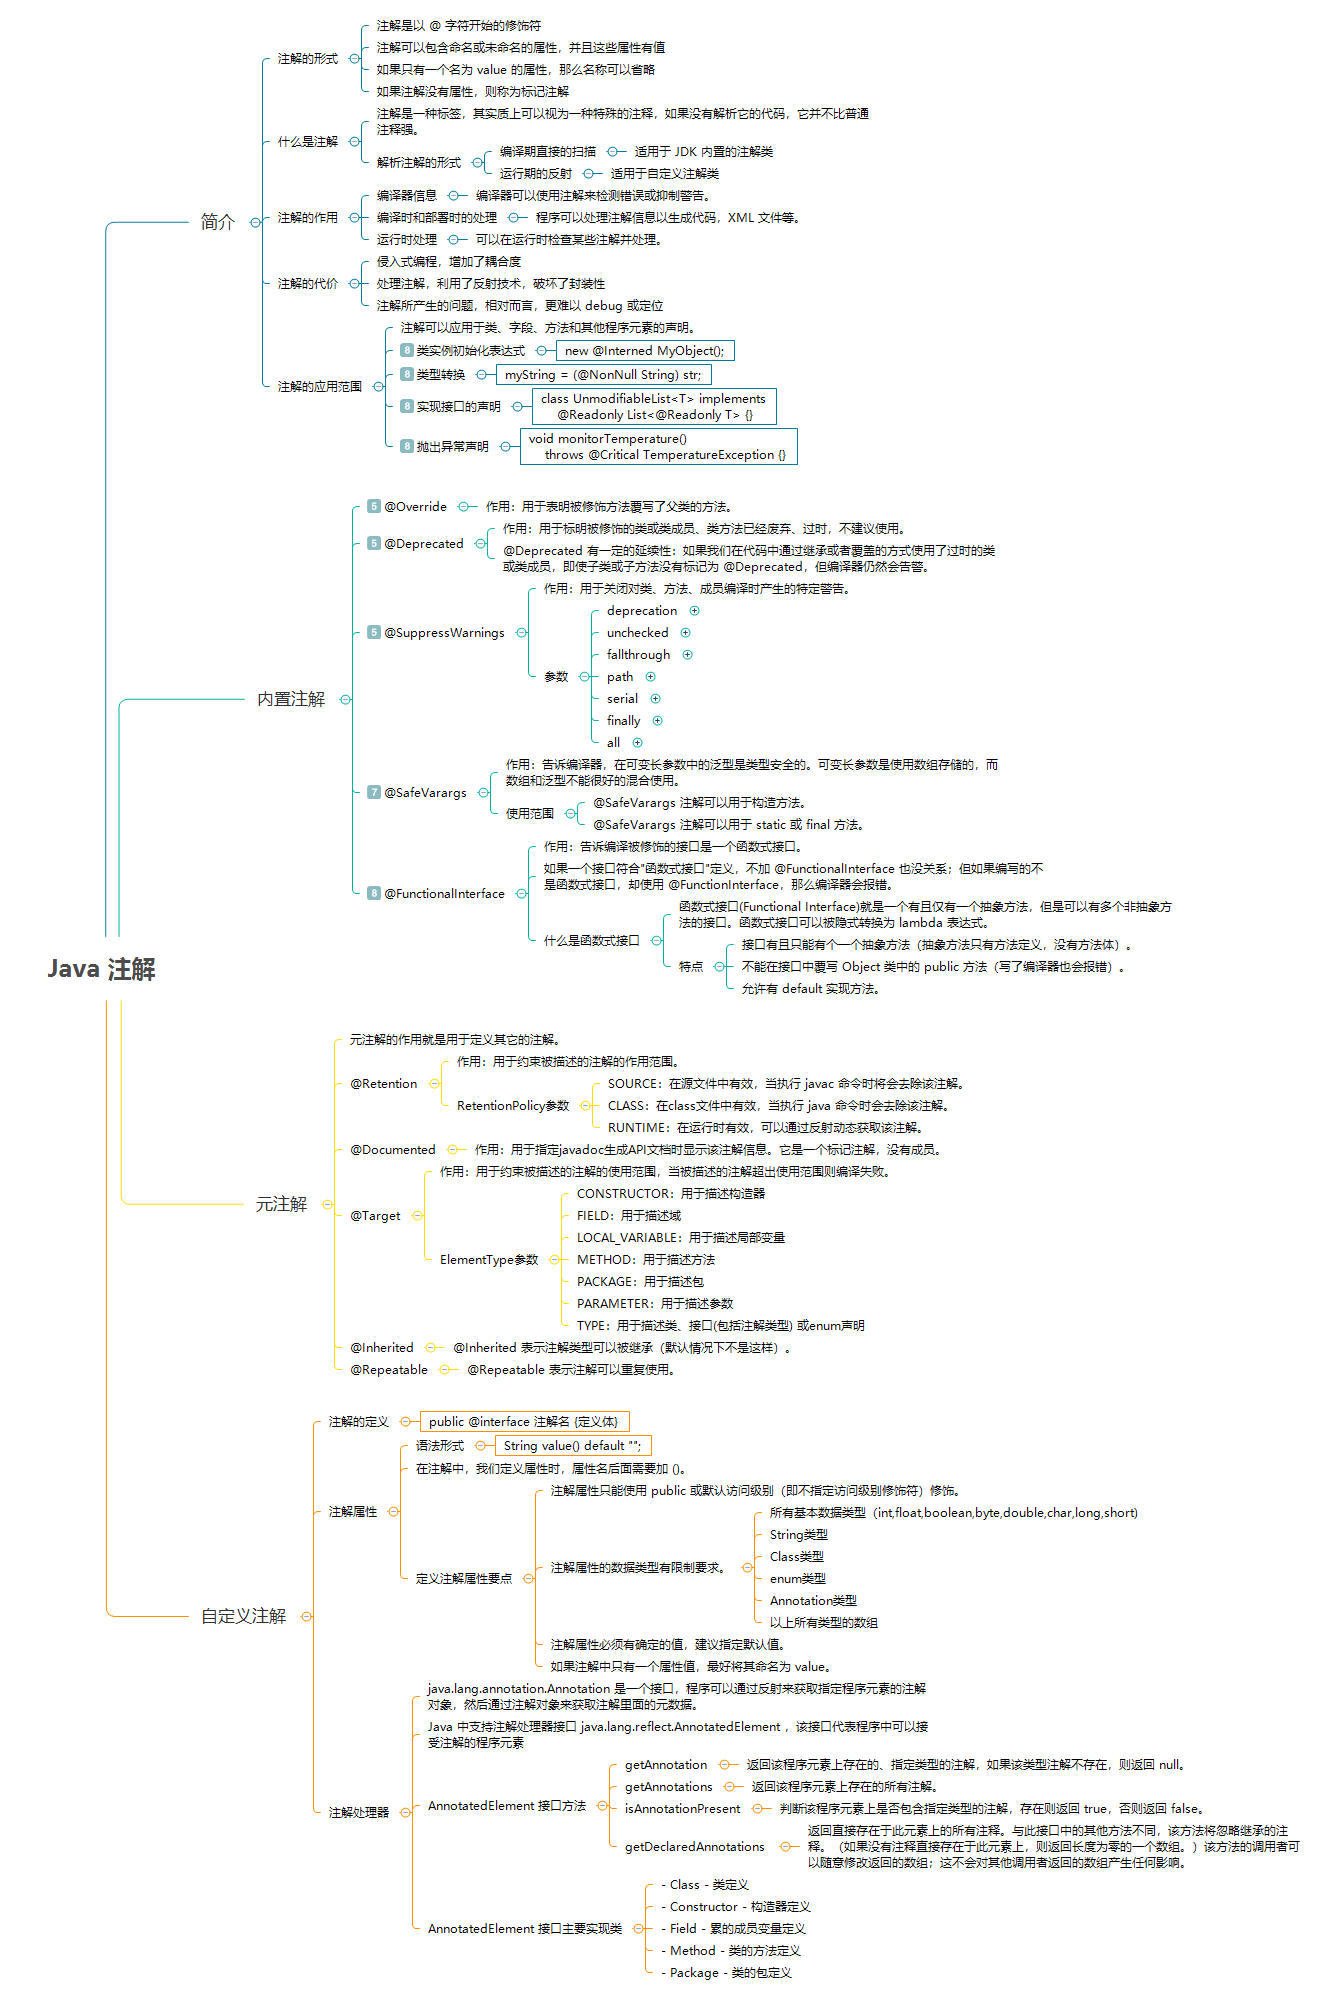 Java 注解
简介
注解的形式
注解是以 @ 字符开始的修饰符
注解可以包含命名或未命名的属性，并且这些属性有值
如果只有一个名为 value 的属性，那么名称可以省略
如果注解没有属性，则称为标记注解
什么是注解
注解是一种标签，其实质上可以视为一种特殊的注释，如果没有解析它的代码，它并不比普通
注释强。
解析注解的形式
编译期直接的扫描
适用于 JDK 内置的注解类
运行期的反射
适用于自定义注解类
注解的作用
编译器信息
编译器可以使用注解来检测错误或抑制警告。
编译时和部署时的处理
程序可以处理注解信息以生成代码，XML 文件等。
运行时处理
可以在运行时检查某些注解并处理。
注解的代价
侵入式编程，增加了耦合度
处理注解，利用了反射技术，破坏了封装性
注解所产生的问题，相对而言，更难以 debug 或定位
注解的应用范围
注解可以应用于类、字段、方法和其他程序元素的声明。
8 类实例初始化表达式
new @Interned MyObject();
8 类型转换
myString = (@NonNull String) str;
8 实现接口的声明
class UnmodifiableList<T> implements
@Readonly List<@Readonly T> {}
8 抛出异常声明
void monitorTemperature()
throws @Critical TemperatureException {}
内置注解
5 @Override
作用：用于表明被修饰方法覆写了父类的方法。
5 @Deprecated
作用：用于标明被修饰的类或类成员、类方法已经废弃、过时，不建议使用。
@Deprecated 有一定的延续性：如果我们在代码中通过继承或者覆盖的方式使用了过时的类
或类成员，即使子类或子方法没有标记为 @Deprecated，但编译器仍然会告警。
5 @SuppressWarnings
作用：用于关闭对类、方法、成员编译时产生的特定警告。
参数
deprecation
unchecked
fallthrough
path
serial
finally
all
7 @SafeVarargs
作用：告诉编译器，在可变长参数中的泛型是类型安全的。可变长参数是使用数组存储的，而
数组和泛型不能很好的混合使用。
使用范围
@SafeVarargs 注解可以用于构造方法。
@SafeVarargs 注解可以用于 static 或 final 方法。
8 @FunctionalInterface
作用：告诉编译被修饰的接口是一个函数式接口。
如果一个接口符合"函数式接口"定义，不加 @FunctionalInterface 也没关系；但如果编写的不
是函数式接口，却使用 @FunctionInterface，那么编译器会报错。
什么是函数式接口
函数式接口(Functional Interface)就是一个有且仅有一个抽象方法，但是可以有多个非抽象方
法的接口。函数式接口可以被隐式转换为 lambda 表达式。
特点
接口有且只能有个一个抽象方法（抽象方法只有方法定义，没有方法体）。
不能在接口中覆写 Object 类中的 public 方法（写了编译器也会报错）。
允许有 default 实现方法。
元注解
元注解的作用就是用于定义其它的注解。
@Retention
作用：用于约束被描述的注解的作用范围。
RetentionPolicy参数
SOURCE：在源文件中有效，当执行 javac 命令时将会去除该注解。
CLASS：在class文件中有效，当执行 java 命令时会去除该注解。
RUNTIME：在运行时有效，可以通过反射动态获取该注解。
@Documented
作用：用于指定javadoc生成API文档时显示该注解信息。它是一个标记注解，没有成员。
@Target
作用：用于约束被描述的注解的使用范围，当被描述的注解超出使用范围则编译失败。
ElementType参数
CONSTRUCTOR：用于描述构造器
FIELD：用于描述域
LOCAL_VARIABLE：用于描述局部变量
METHOD：用于描述方法
PACKAGE：用于描述包
PARAMETER：用于描述参数
TYPE：用于描述类、接口(包括注解类型) 或enum声明
@Inherited
@Inherited 表示注解类型可以被继承（默认情况下不是这样）。
@Repeatable
@Repeatable 表示注解可以重复使用。
自定义注解
注解的定义
public @interface 注解名 {定义体}
注解属性
语法形式
String value() default "";
在注解中，我们定义属性时，属性名后面需要加 ()。
定义注解属性要点
注解属性只能使用 public 或默认访问级别（即不指定访问级别修饰符）修饰。
注解属性的数据类型有限制要求。
所有基本数据类型（int,float,boolean,byte,double,char,long,short)
String类型
Class类型
enum类型
Annotation类型
以上所有类型的数组
注解属性必须有确定的值，建议指定默认值。
如果注解中只有一个属性值，最好将其命名为 value。
注解处理器
java.lang.annotation.Annotation 是一个接口，程序可以通过反射来获取指定程序元素的注解
对象，然后通过注解对象来获取注解里面的元数据。
Java 中支持注解处理器接口 java.lang.reflect.AnnotatedElement ，该接口代表程序中可以接
受注解的程序元素
AnnotatedElement 接口方法
getAnnotation
返回该程序元素上存在的、指定类型的注解，如果该类型注解不存在，则返回 null。
getAnnotations
返回该程序元素上存在的所有注解。
isAnnotationPresent
判断该程序元素上是否包含指定类型的注解，存在则返回 true，否则返回 false。
getDeclaredAnnotations
返回直接存在于此元素上的所有注释。与此接口中的其他方法不同，该方法将忽略继承的注
释。（如果没有注释直接存在于此元素上，则返回长度为零的一个数组。）该方法的调用者可
以随意修改返回的数组；这不会对其他调用者返回的数组产生任何影响。
AnnotatedElement 接口主要实现类
- Class - 类定义
- Constructor - 构造器定义
- Field - 累的成员变量定义
- Method - 类的方法定义
- Package - 类的包定义